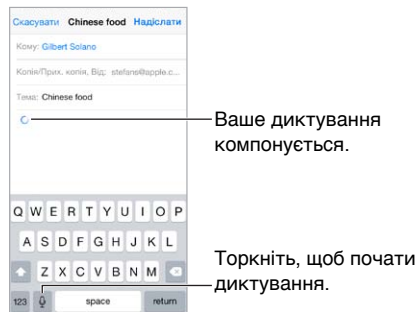 Скасувати Chinese food Надіслати
Кому: Gilbert Solano
Копія/Прих. копія, Від: stefans@apple.c...
Тема: Chinese food
Ваше диктування
компонується.
Q W E R T Y U I O P
A S D F G H J K L
Z X C V B N M
123 space return
Торкніть, щоб почати
диктування.